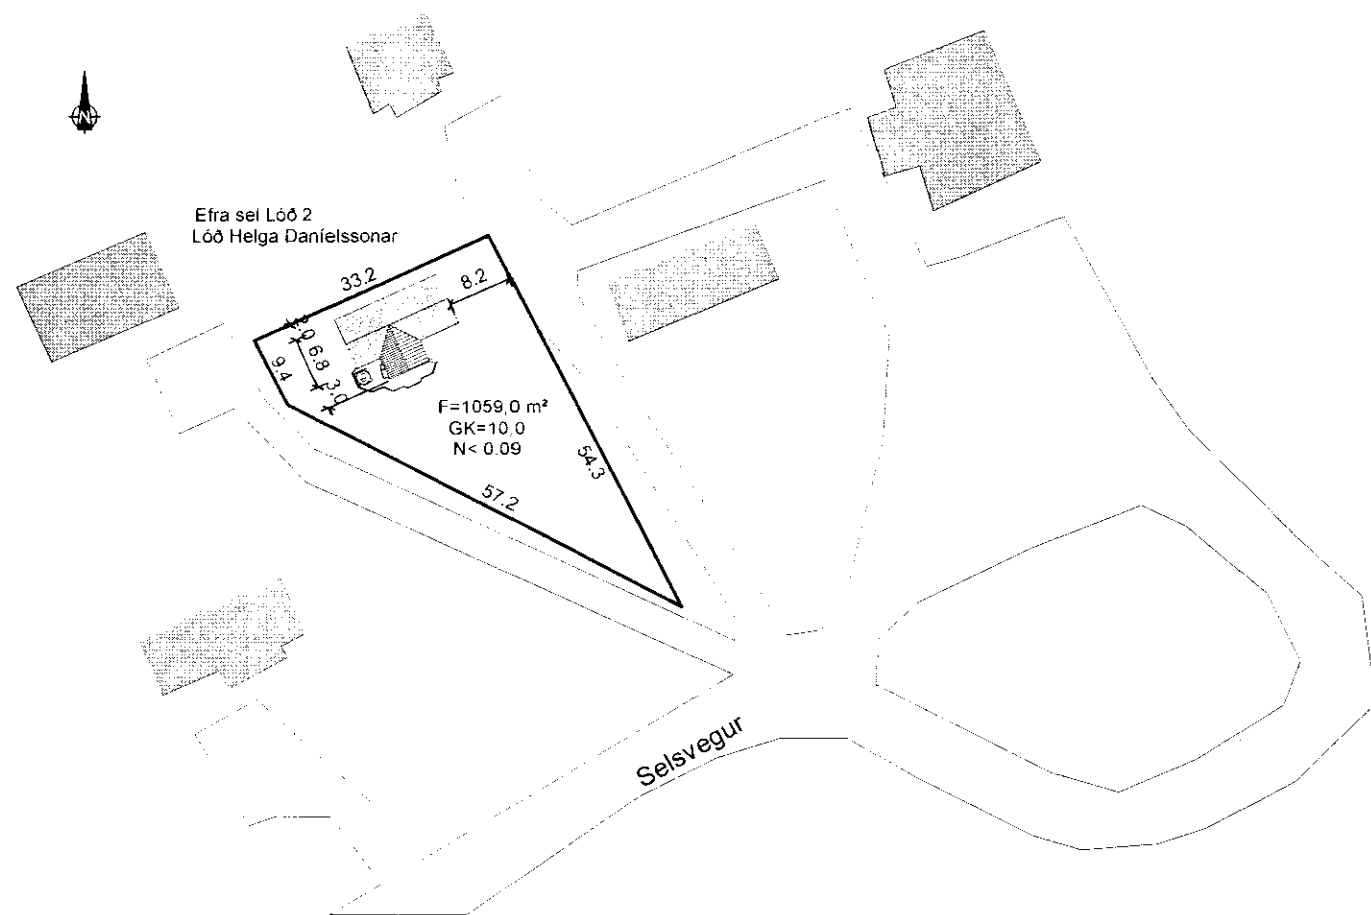 N
Efra sel Lóð 2
Lóð Helga Daníelssonar
33.2
8.2
6.8
3.0
9.4
F=1059,0 m²
GK=10,0
N< 0.09
54.3
57.2
Selsvegur